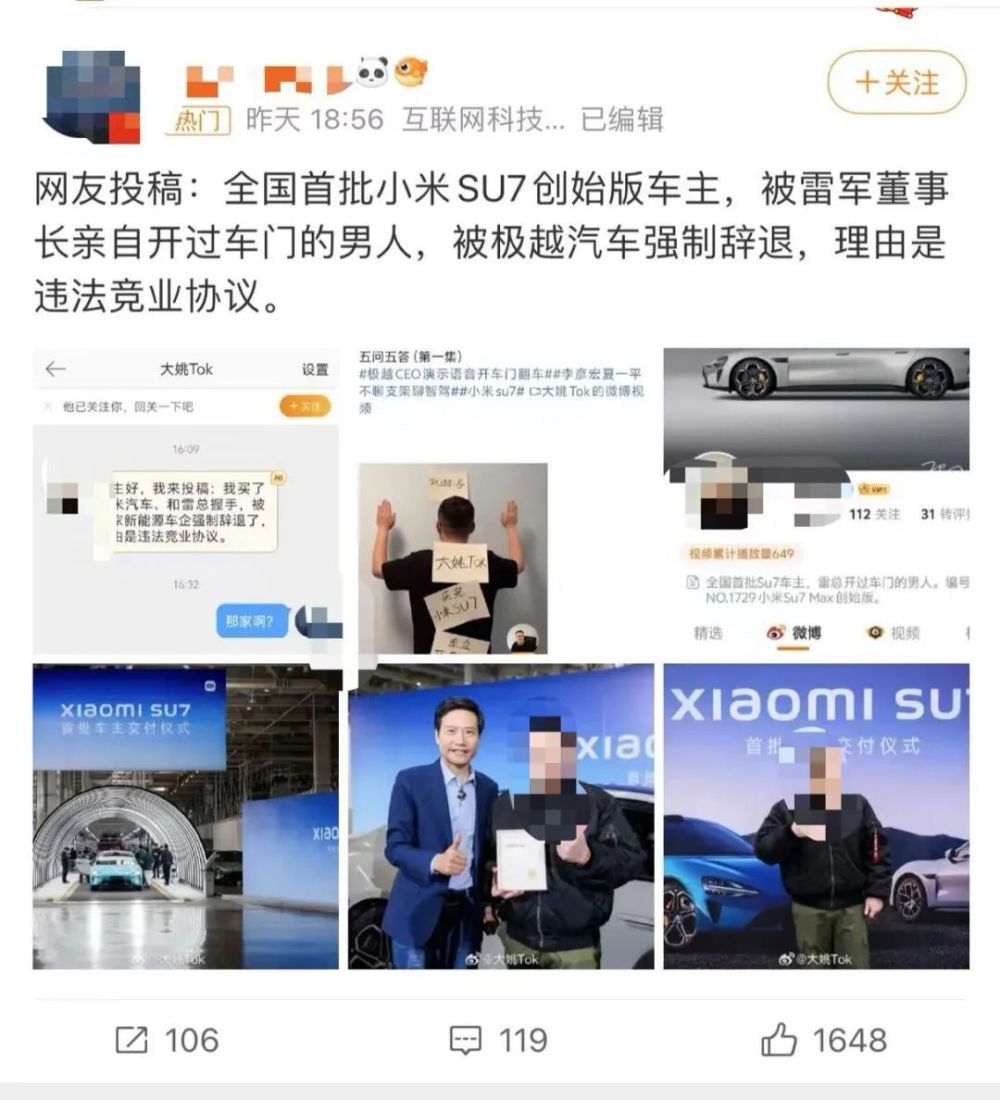 +关注
热门 昨天 18:56 互联网科技... 已编辑
网友投稿：全国首批小米SU7创始版车主，被雷军董事
长亲自开过车门的男人，被极越汽车强制辞退，理由是
违法竞业协议。
← 大姚Tok 设置
× 他已关注你，回关一下吧 +关注
16:09
主好，我来投稿：我买了
米汽车、和雷总握手，被
家新能源车企强制辞退了，
由是违法竞业协议。
16:32
那家啊?
五问五答(第一集)
#极越CEO演示语音开车门翻车##李彦宏夏一平
不聊支架聊智驾##小米su7# 大姚Tok的微博视
频
大姚Tok
小米SU7
VIP1
112 关注 31 转评
视频累计播放量649
全国首批Su7车主，雷总开过车门的男人。编号
NO.1729小米Su7 Max创始版。
精选 微博 视频
XIAOMI SU7
首批车主交付仪式
XIAO
大姚Tok
XIAO
@大姚Tok
XIAOMI SU7
首批 交付仪式
@大姚Tok
106 119 1648